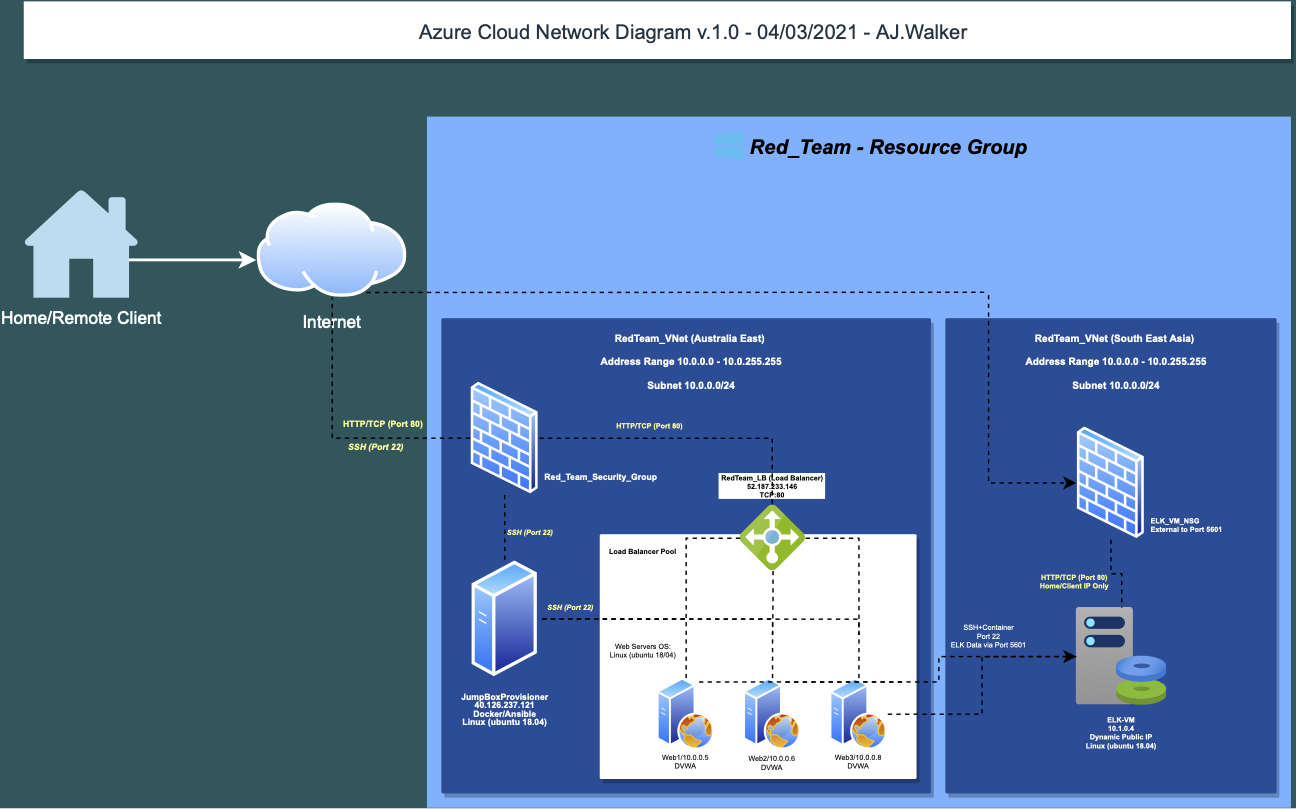 Azure Cloud Network Diagram v.1.0 - 04/03/2021 - AJ.Walker
Red_Team - Resource Group
Home/Remote Client
Internet
RedTeam_VNet (Australia East)
Address Range 10.0.0.0 - 10.0.255.255
Subnet 10.0.0.0/24
RedTeam_VNet (South East Asia)
Address Range 10.0.0.0 - 10.0.255.255
Subnet 10.0.0.0/24
HTTP/TCP (Port 80)
SSH (Port 22)
HTTP/TCP (Port 80)
Red_Team_Security_Group
RedTeam_LB (Load Balancer)
52.187.233.146
TCP:80
ELK_VM_NSG
External to Port 5601
SSH (Port 22)
Load Balancer Pool
HTTP/TCP (Port 80)
Home/Client IP Only
SSH (Port 22)
SSH+Container
Port 22
ELK Data via Port 5601
Web Servers OS:
Linux (ubuntu 18/04)
JumpBoxProvisioner
40.126.237.121
Docker/Ansible
Linux (ubuntu 18.04)
Web1/10.0.0.5
DVWA
Web2/10.0.0.6
DVWA
Web3/10.0.0.8
DVWA
ELK-VM
10.1.0.4
Dynamic Public IP
Linux (ubuntu 18.04)